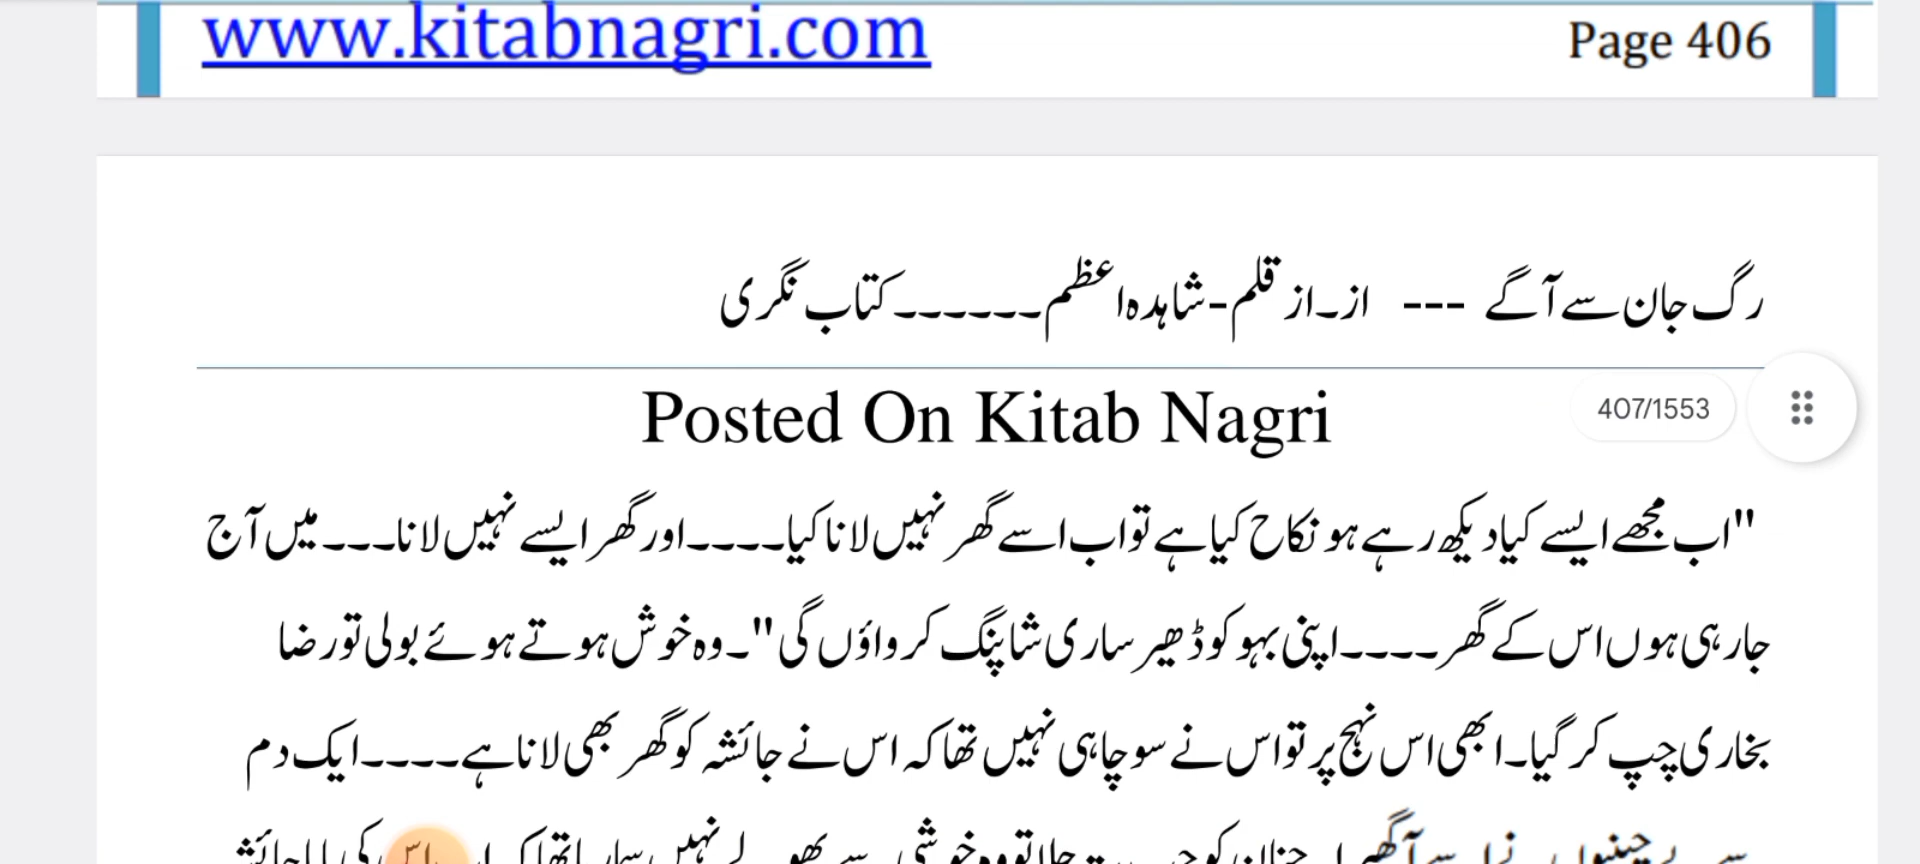 www.kitabnagri.com Page 406
رگ جان سے آگے --- از۔از قلم-شاہدہ اعظم۔۔۔۔۔۔کتاب نگری
Posted On Kitab Nagri
407/1553
"اب مجھے ایسے کیا دیکھ رہے ہو نکاح کیا ہے تو اب اسے گھر نہیں لانا کیا۔۔۔۔اور گھر ایسے نہیں لانا۔۔۔میں آج
جا رہی ہوں اس کے گھر۔۔۔۔اپنی بہو کو ڈھیر ساری شاپنگ کرواؤں گی"۔وہ خوش ہوتے ہوئے بولی تو رضا
بخاری چپ کر گیا۔ابھی اس نہج پر تو اس نے سوچا ہی نہیں تھا کہ اس نے جائشہ کو گھر بھی لانا ہے۔۔۔۔ایک دم